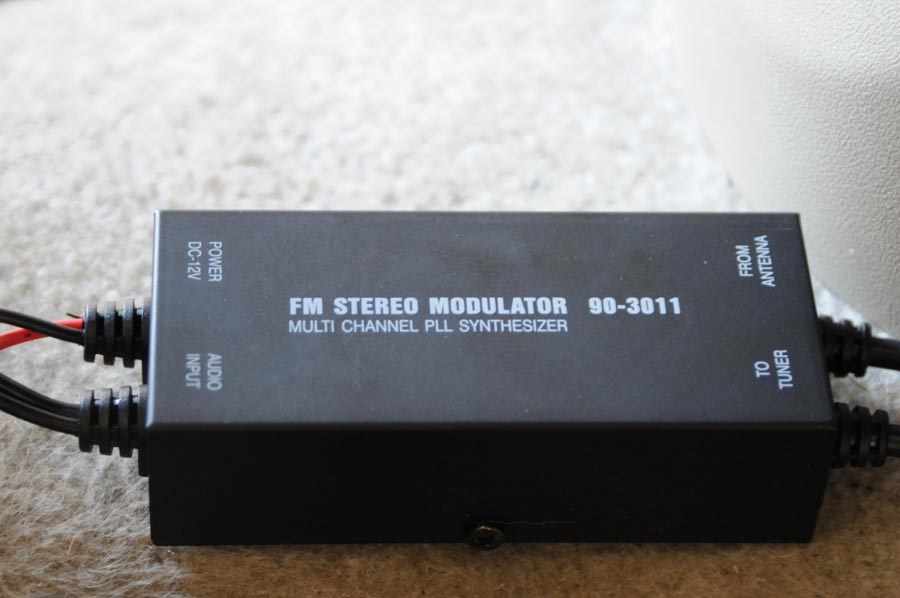 POWER
DC-12V
FROM
ANTENNA
FM STEREO MODULATOR 90-3011
MULTI CHANNEL PLL SYNTHESIZER
AUDIO
INPUT
TO
TUNER